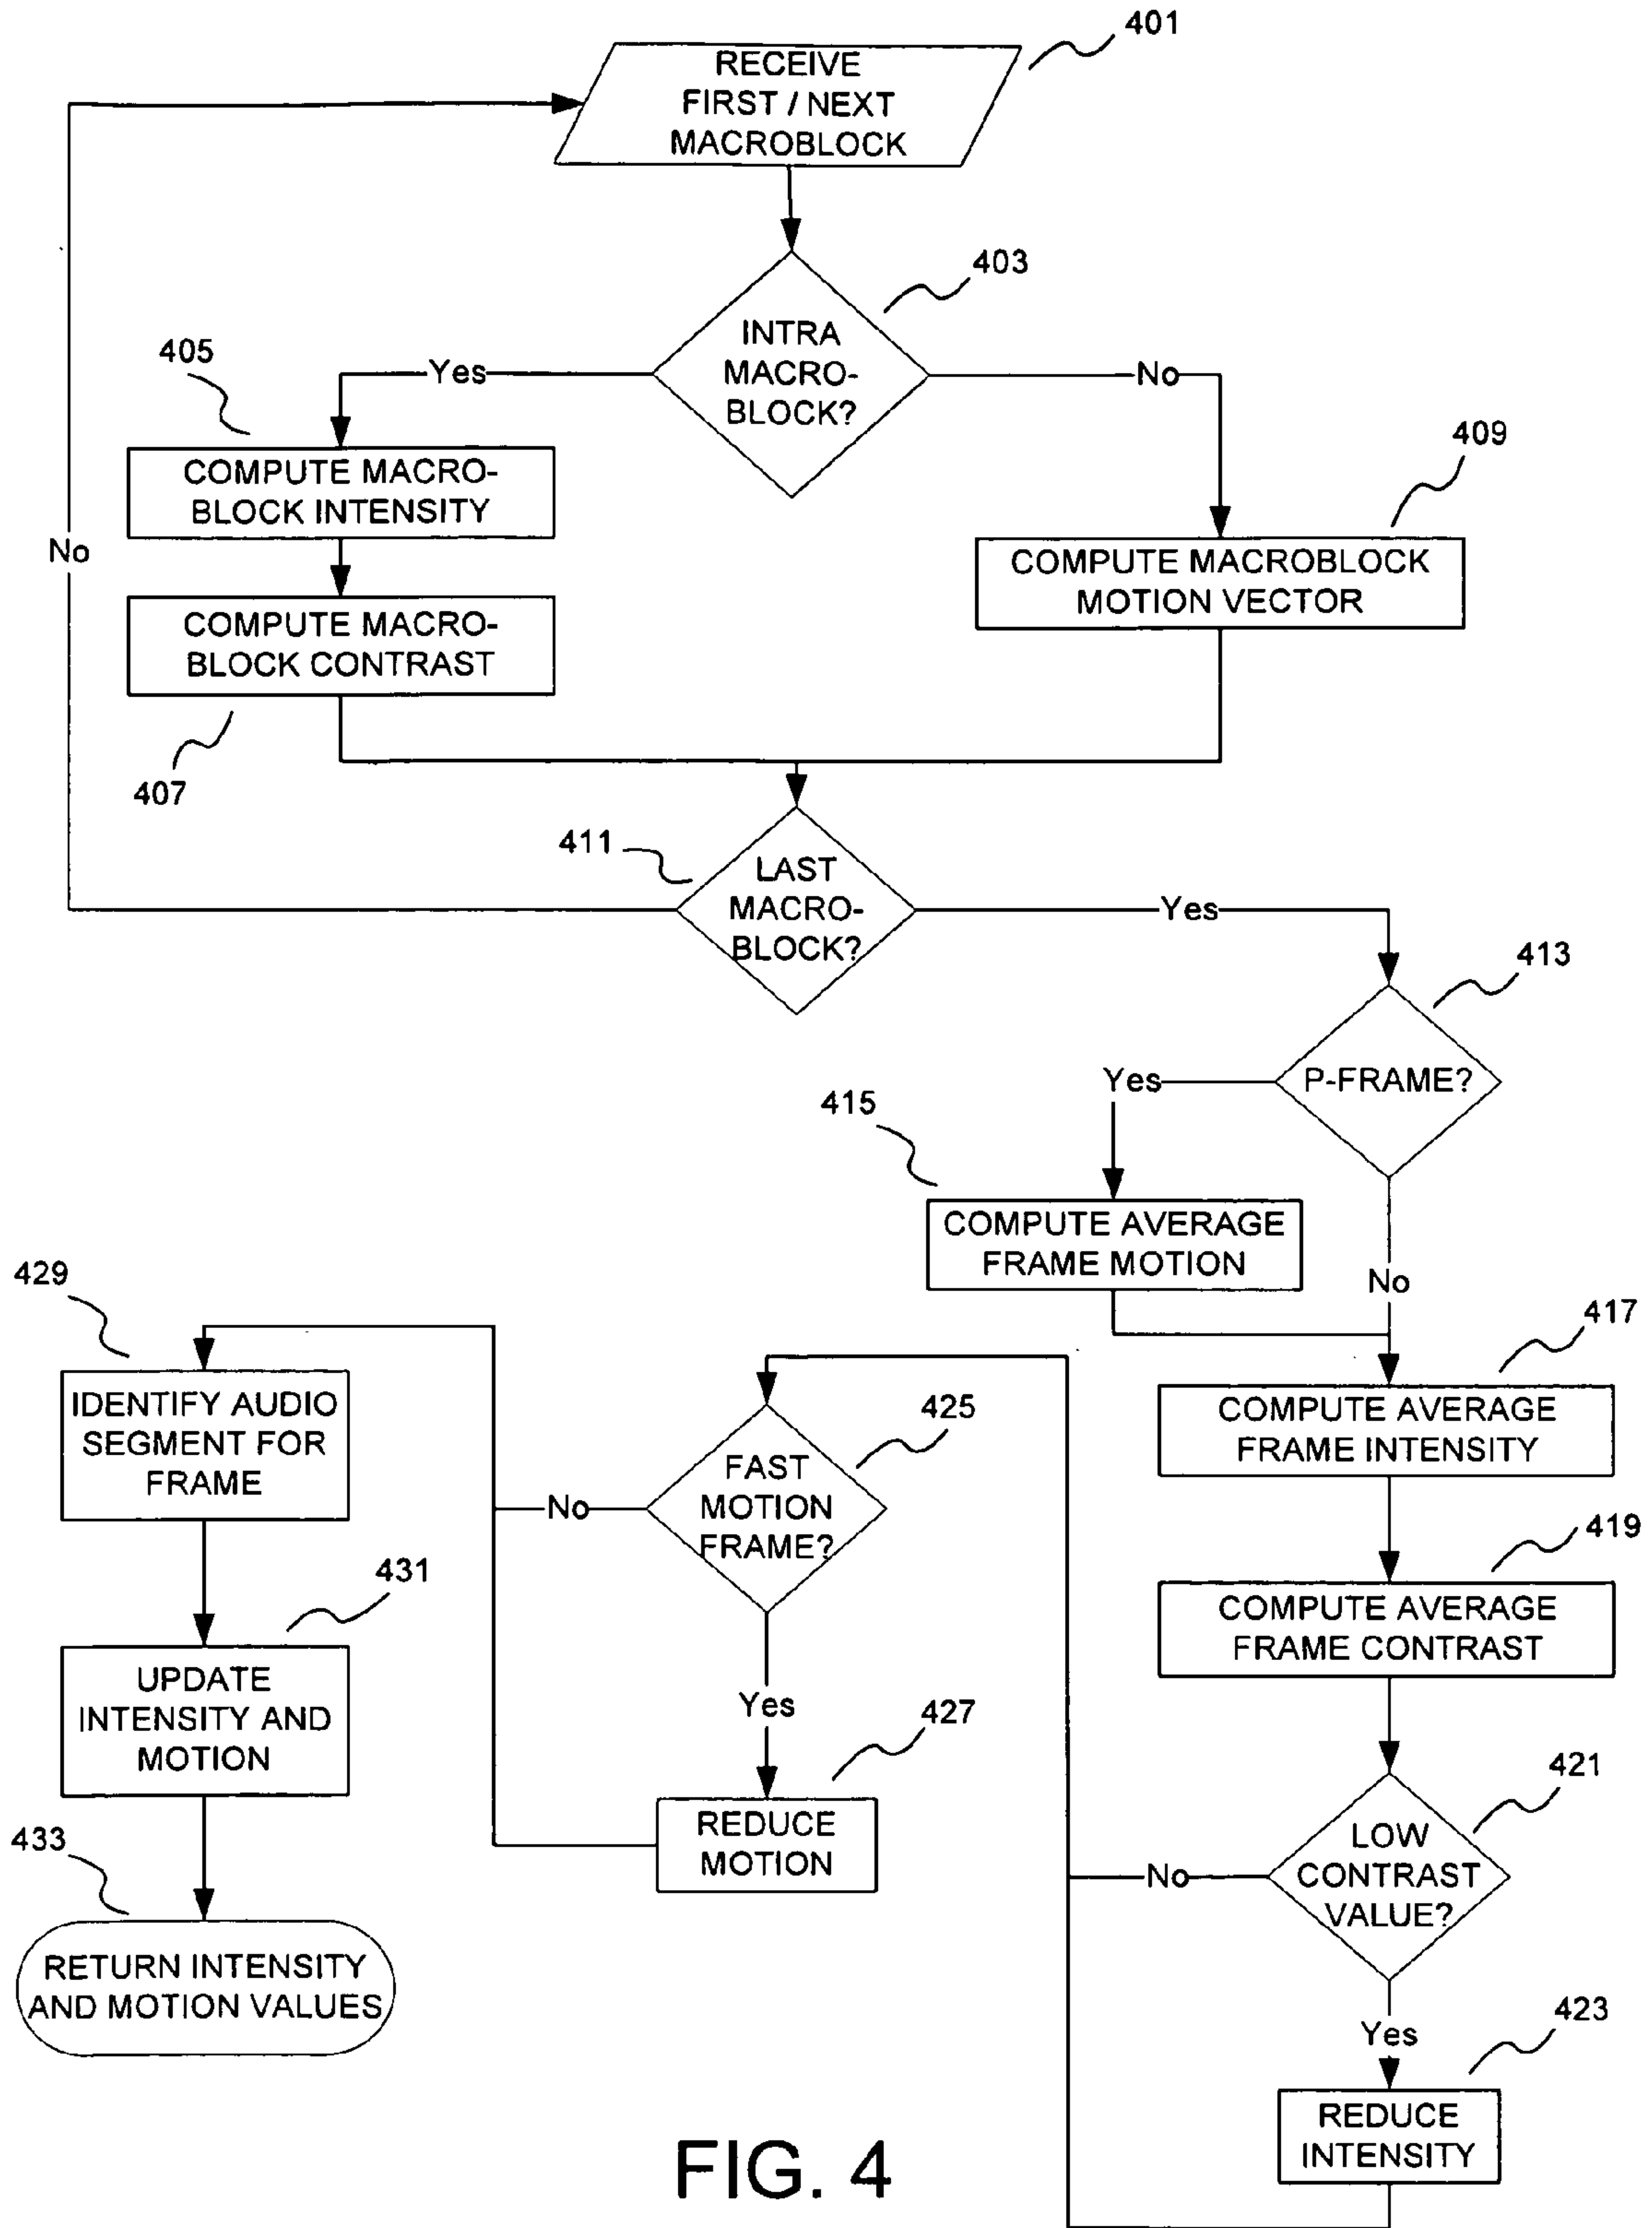 401
RECEIVE
FIRST / NEXT
MACROBLOCK
403
INTRA
MACRO-
BLOCK?
Yes
No
405
COMPUTE MACRO-
BLOCK INTENSITY
409
COMPUTE MACROBLOCK
MOTION VECTOR
No
COMPUTE MACRO-
BLOCK CONTRAST
407
411
LAST
MACRO-
BLOCK?
Yes
413
P-FRAME?
Yes
415
COMPUTE AVERAGE
FRAME MOTION
No
417
COMPUTE AVERAGE
FRAME INTENSITY
419
COMPUTE AVERAGE
FRAME CONTRAST
421
LOW
CONTRAST
VALUE?
No
Yes
423
REDUCE
INTENSITY
425
FAST
MOTION
FRAME?
No
Yes
427
REDUCE
MOTION
429
IDENTIFY AUDIO
SEGMENT FOR
FRAME
431
UPDATE
INTENSITY AND
MOTION
433
RETURN INTENSITY
AND MOTION VALUES
FIG. 4